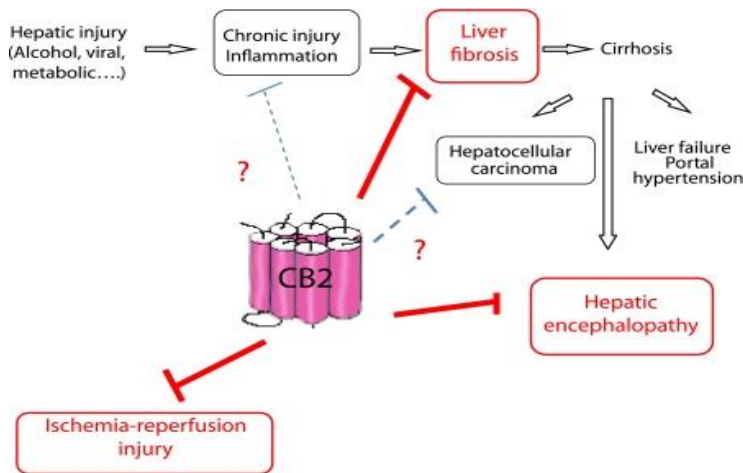 Hepatic injury
(Alcohol, viral,
metabolic....)
Chronic injury
Inflammation
Liver
fibrosis
Cirrhosis
Hepatocellular
carcinoma
Liver failure
Portal
hypertension
?
?
CB2
Hepatic
encephalopathy
Ischemia-reperfusion
injury